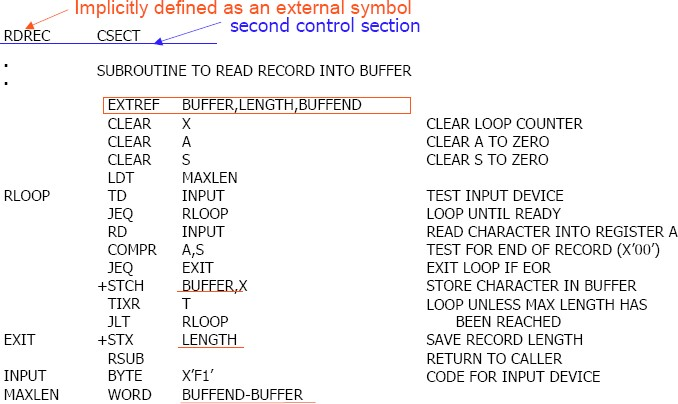 Implicitly defined as an external symbol
second control section
RDREC CSECT
.
.
SUBROUTINE TO READ RECORD INTO BUFFER
EXTREF BUFFER,LENGTH,BUFFEND
CLEAR X CLEAR LOOP COUNTER
CLEAR A CLEAR A TO ZERO
CLEAR S CLEAR S TO ZERO
LDT MAXLEN
RLOOP TD INPUT TEST INPUT DEVICE
JEQ RLOOP LOOP UNTIL READY
RD INPUT READ CHARACTER INTO REGISTER A
COMPR A,S TEST FOR END OF RECORD (X'00')
JEQ EXIT EXIT LOOP IF EOR
+STCH BUFFER,X STORE CHARACTER IN BUFFER
TIXR T LOOP UNLESS MAX LENGTH HAS
JLT RLOOP BEEN REACHED
EXIT +STX LENGTH SAVE RECORD LENGTH
RSUB RETURN TO CALLER
INPUT BYTE X'F1' CODE FOR INPUT DEVICE
MAXLEN WORD BUFFEND-BUFFER